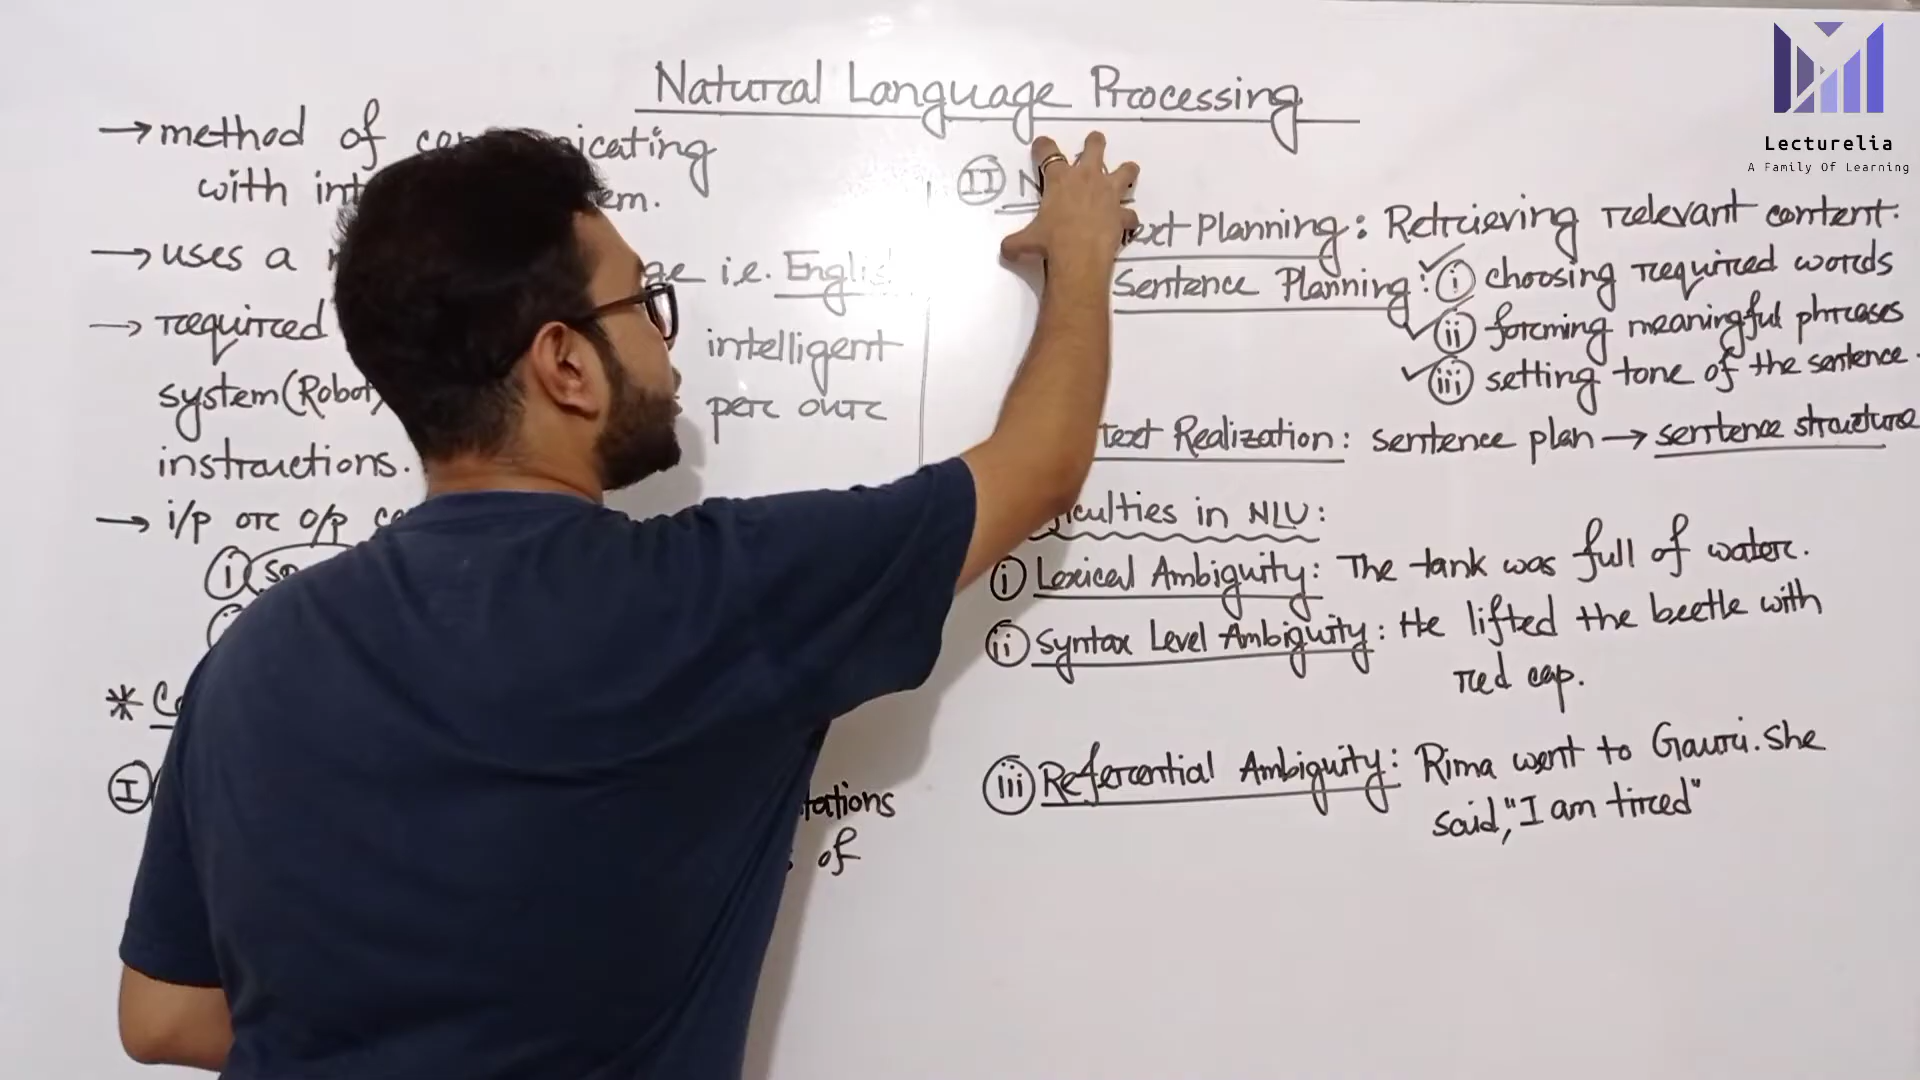 Natural Language Processing
→ method of
with
em.
→ uses a
i.e.
→ required
intelligent
system(Robot)
per our
instructions.
→ i/p or o/p
i
*
I
of
II
Text Planning: Retrieving relevant content.
Sentence Planning: i choosing required words
ii forming meaningful phrases
iii setting tone of the sentence.
text Realization: sentence plan → sentence structure
in NLU:
i Lexical Ambiguity: The tank was full of water.
ii Syntax Level Ambiguity: He lifted the beetle with
red cap.
iii Referential Ambiguity: Rima went to Gauri. She
said, "I am tired"
Lecturelia
A Family Of Learning